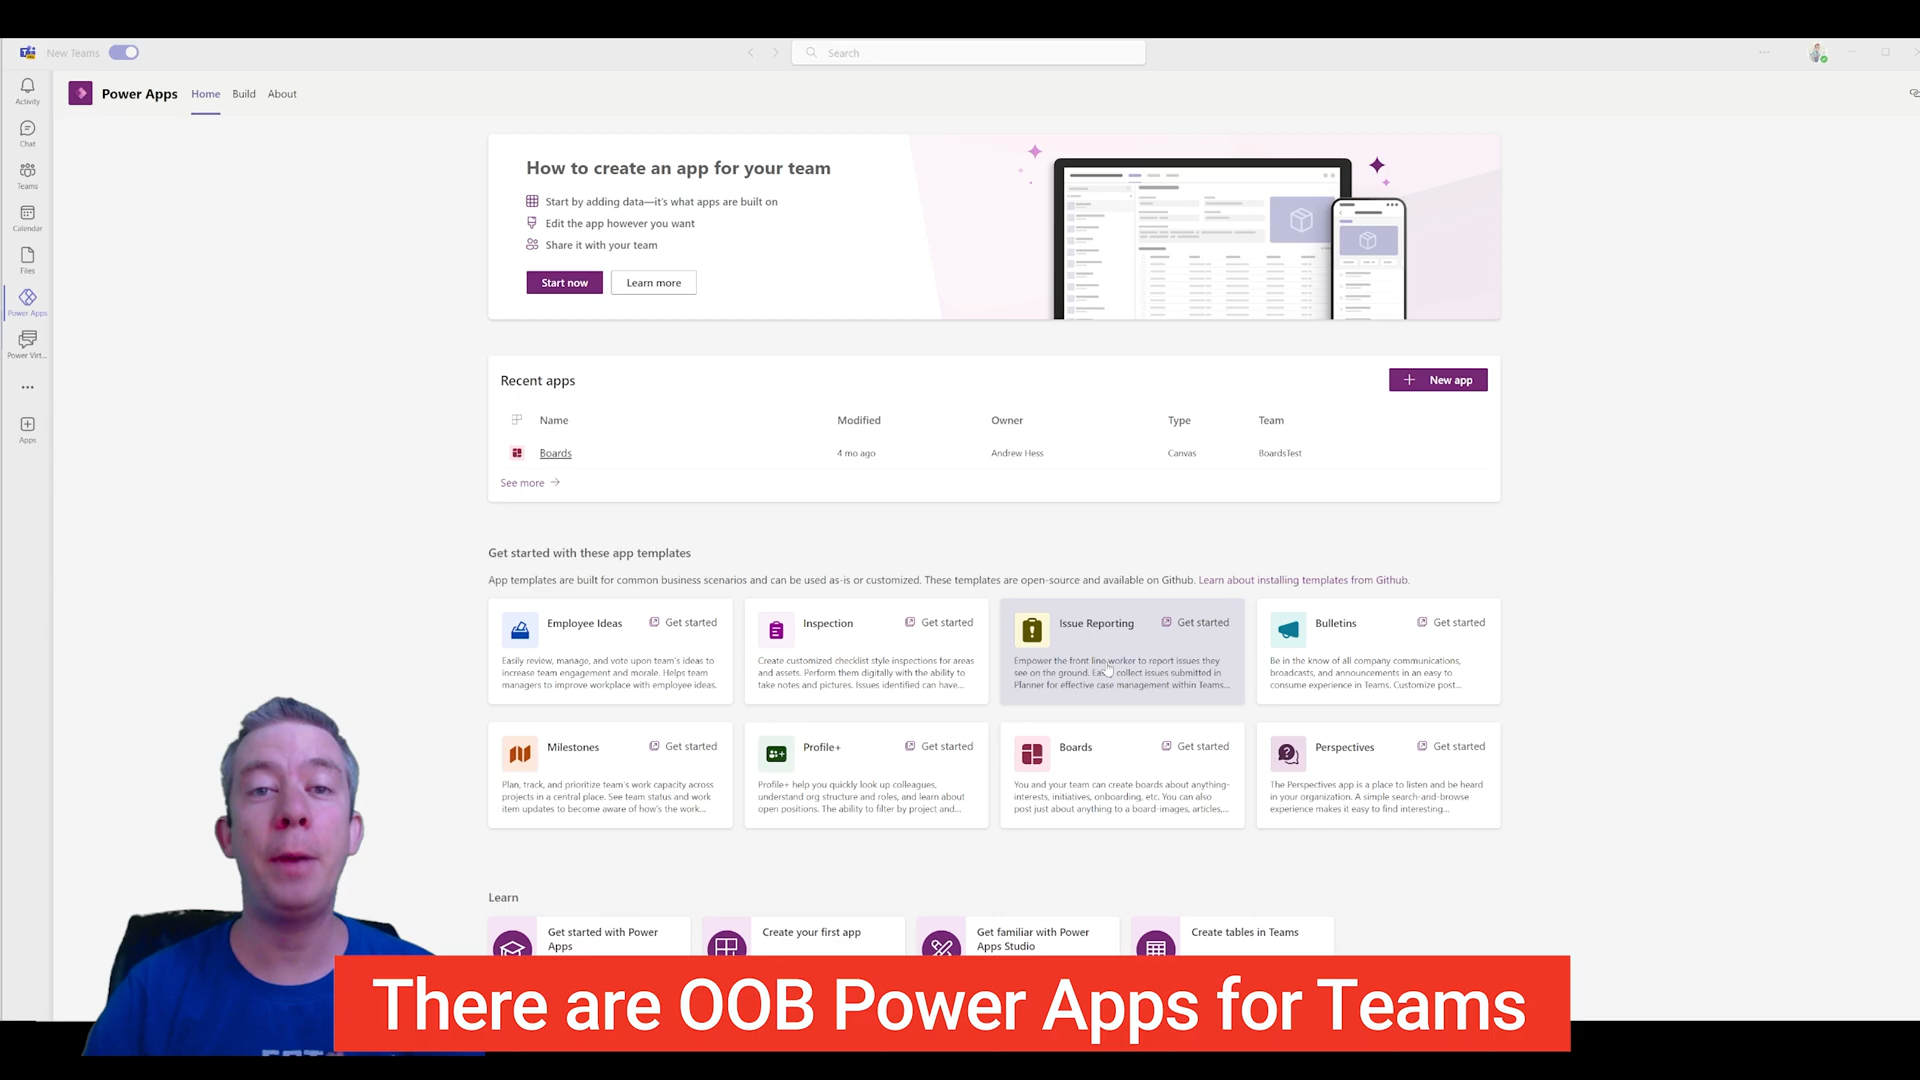 New Teams
Search
Activity
Chat
Teams
Calendar
Files
Power Apps
Power Virt...
Apps
Power Apps
Home
Build
About
How to create an app for your team
Start by adding data—it's what apps are built on
Edit the app however you want
Share it with your team
Start now
Learn more
Recent apps
New app
Name
Modified
Owner
Type
Team
Boards
4 mo ago
Andrew Hess
Canvas
BoardsTest
See more
Get started with these app templates
App templates are built for common business scenarios and can be used as-is or customized. These templates are open-source and available on Github. Learn about installing templates from Github.
Employee Ideas
Get started
Easily review, manage, and vote upon team's ideas to
increase team engagement and morale. Helps team
managers to improve workplace with employee ideas.
Inspection
Get started
Create customized checklist style inspections for areas
and assets. Perform them digitally with the ability to
take notes and pictures. Issues identified can have...
Issue Reporting
Get started
Empower the front line worker to report issues they
see on the ground. collect issues submitted in
Planner for effective case management within Teams...
Bulletins
Get started
Be in the know of all company communications,
broadcasts, and announcements in an easy to
consume experience in Teams. Customize post...
Milestones
Get started
Plan, track, and prioritize team's work capacity across
projects in a central place. See team status and work
item updates to become aware of how's the work...
Profile+
Get started
Profile+ help you quickly look up colleagues,
understand org structure and roles, and learn about
open positions. The ability to filter by project and...
Boards
Get started
You and your team can create boards about anything-
interests, initiatives, onboarding, etc. You can also
post just about anything to a board-images, articles,...
Perspectives
Get started
The Perspectives app is a place to listen and be heard
in your organization. A simple search-and-browse
experience makes it easy to find interesting...
Learn
Get started with Power
Apps
Create your first app
Get familiar with Power
Apps Studio
Create tables in Teams
There are OOB Power Apps for Teams